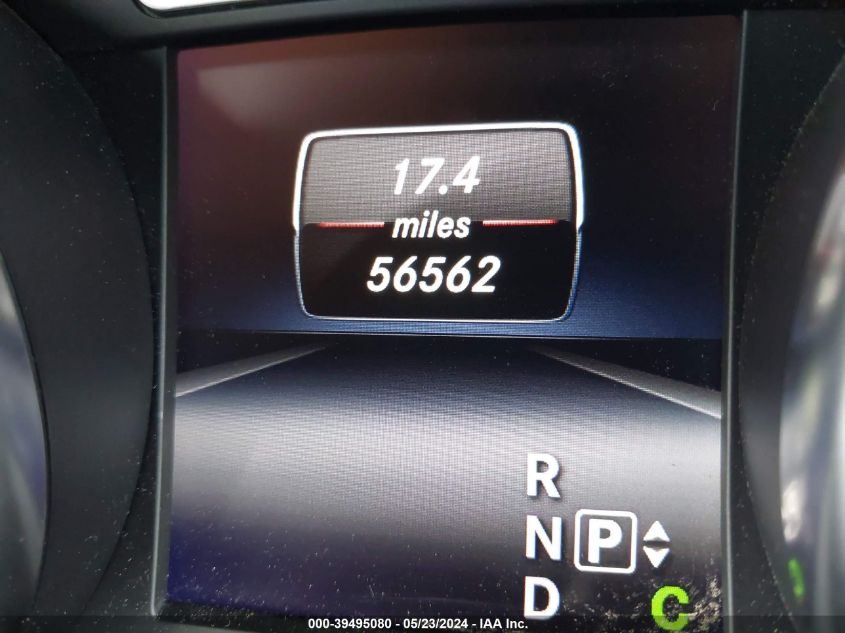 17.4
miles
56562
R
N P
D C
000-39495080 - 05/23/2024 - IAA Inc.